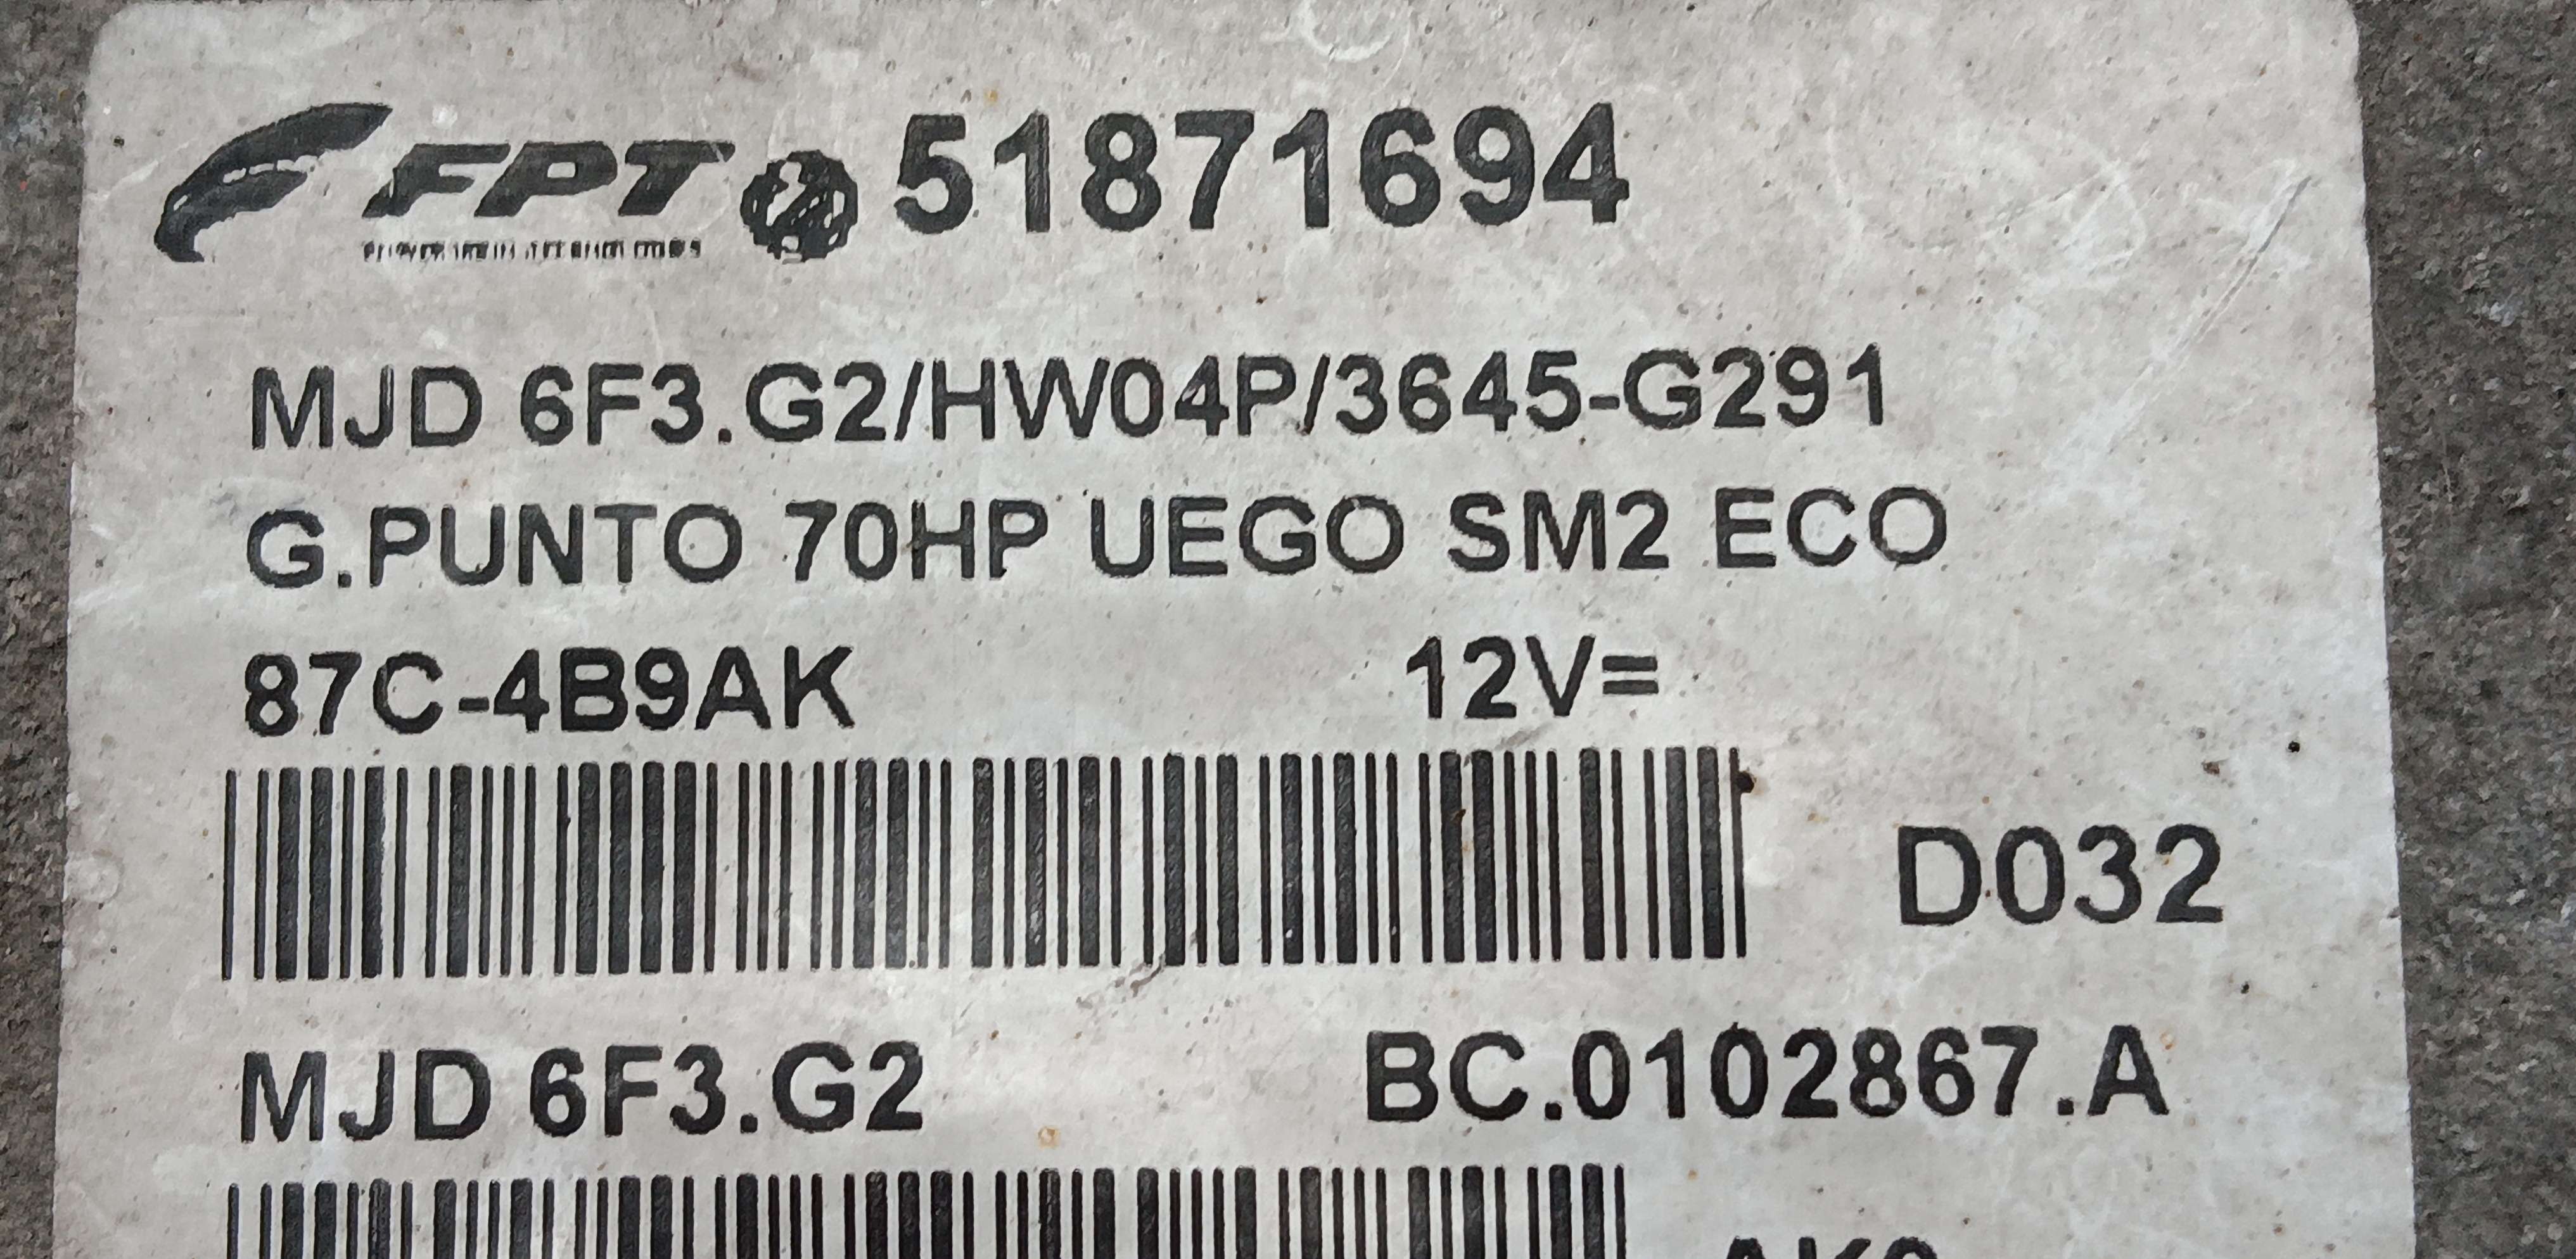 FPT 51871694
MJD 6F3.G2/HW04P/3645-G291
G.PUNTO 70HP UEGO SM2 ECO
87C-4B9AK 12V=
D032
MJD 6F3.G2 BC.0102867.A